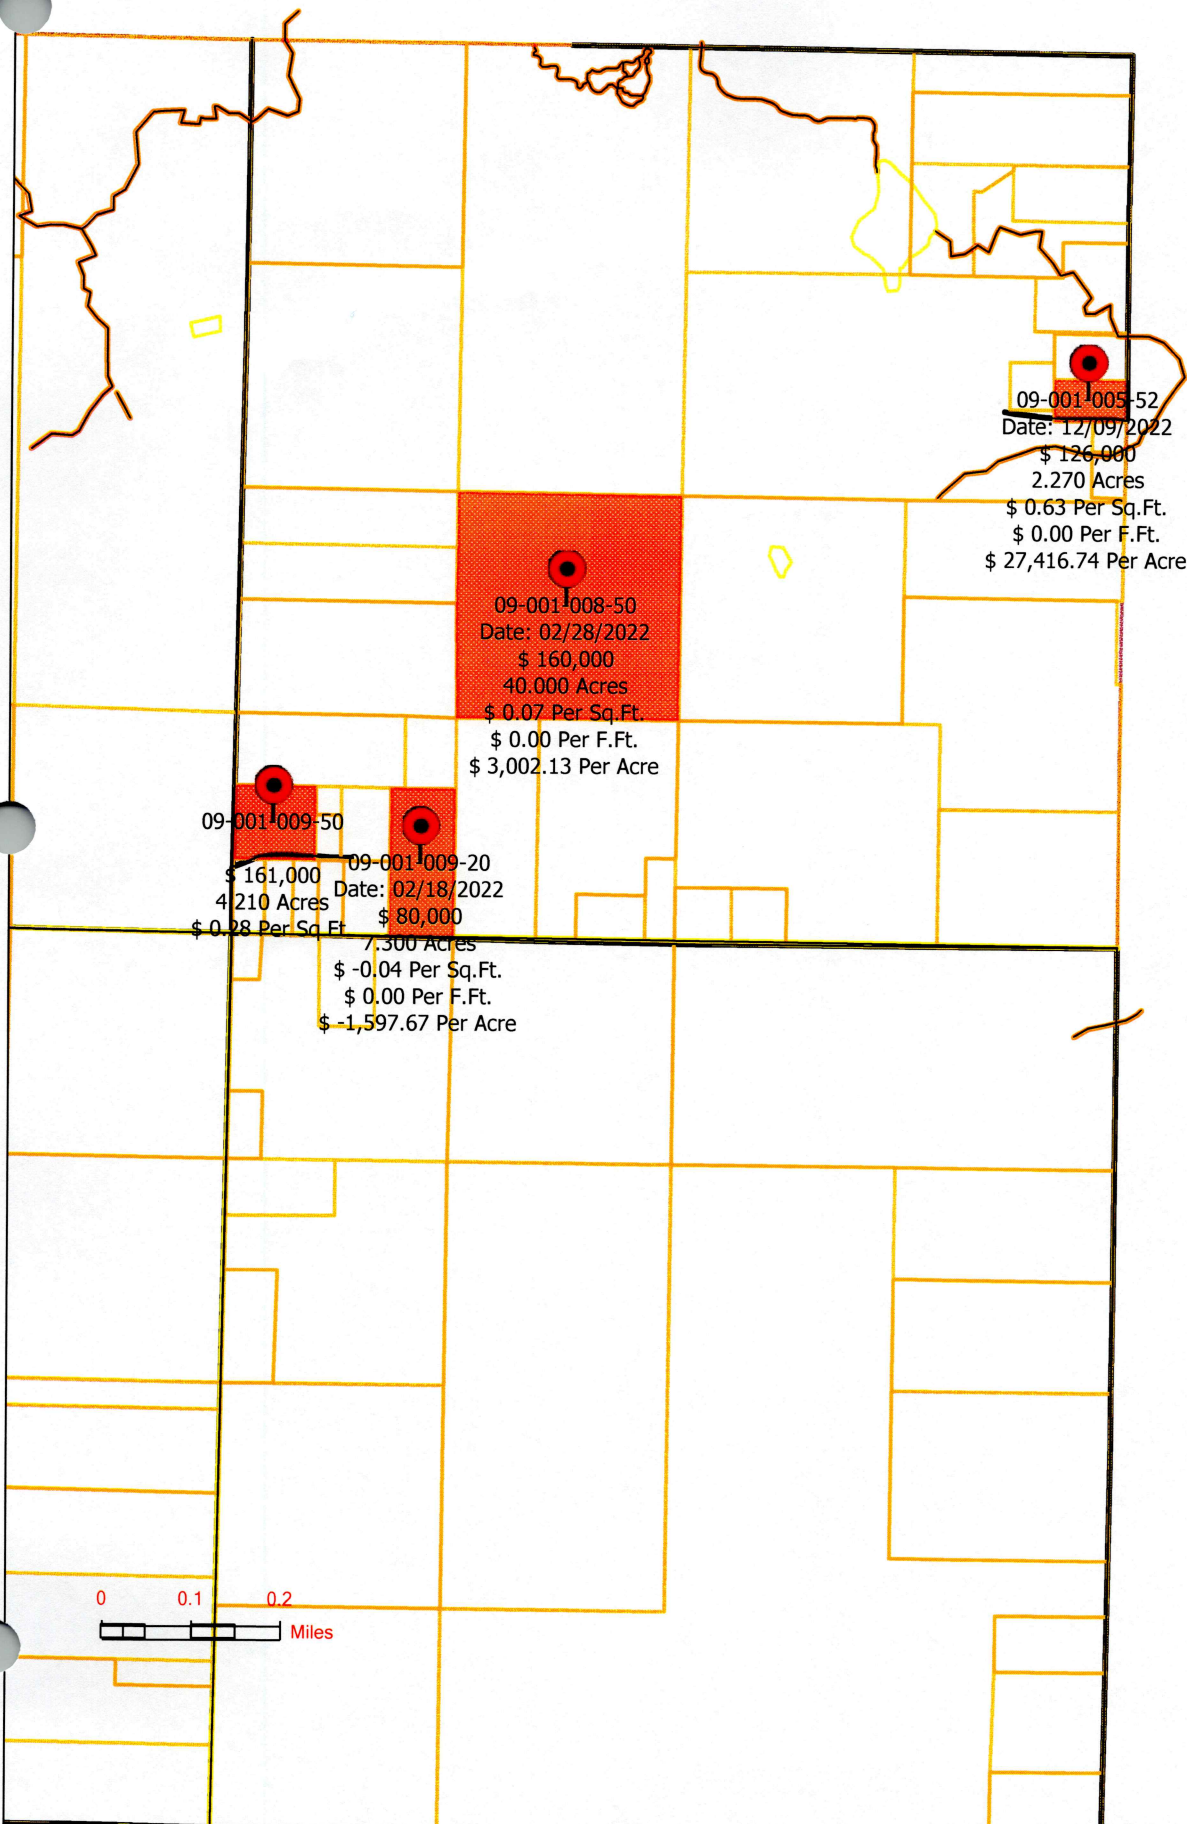 09-001-005-52
Date: 12/09/2022
$ 126,000
2.270 Acres
$ 0.63 Per Sq.Ft.
$ 0.00 Per F.Ft.
$ 27,416.74 Per Acre
09-001-008-50
Date: 02/28/2022
$ 160,000
40.000 Acres
$ 0.07 Per Sq.Ft.
$ 0.00 Per F.Ft.
$ 3,002.13 Per Acre
09-001-009-50
$ 161,000
4.210 Acres
$ 0.28 Per Sq.Ft.
09-001-009-20
Date: 02/18/2022
$ 80,000
7.300 Acres
$ -0.04 Per Sq.Ft.
$ 0.00 Per F.Ft.
$ -1,597.67 Per Acre
0 0.1 0.2
Miles